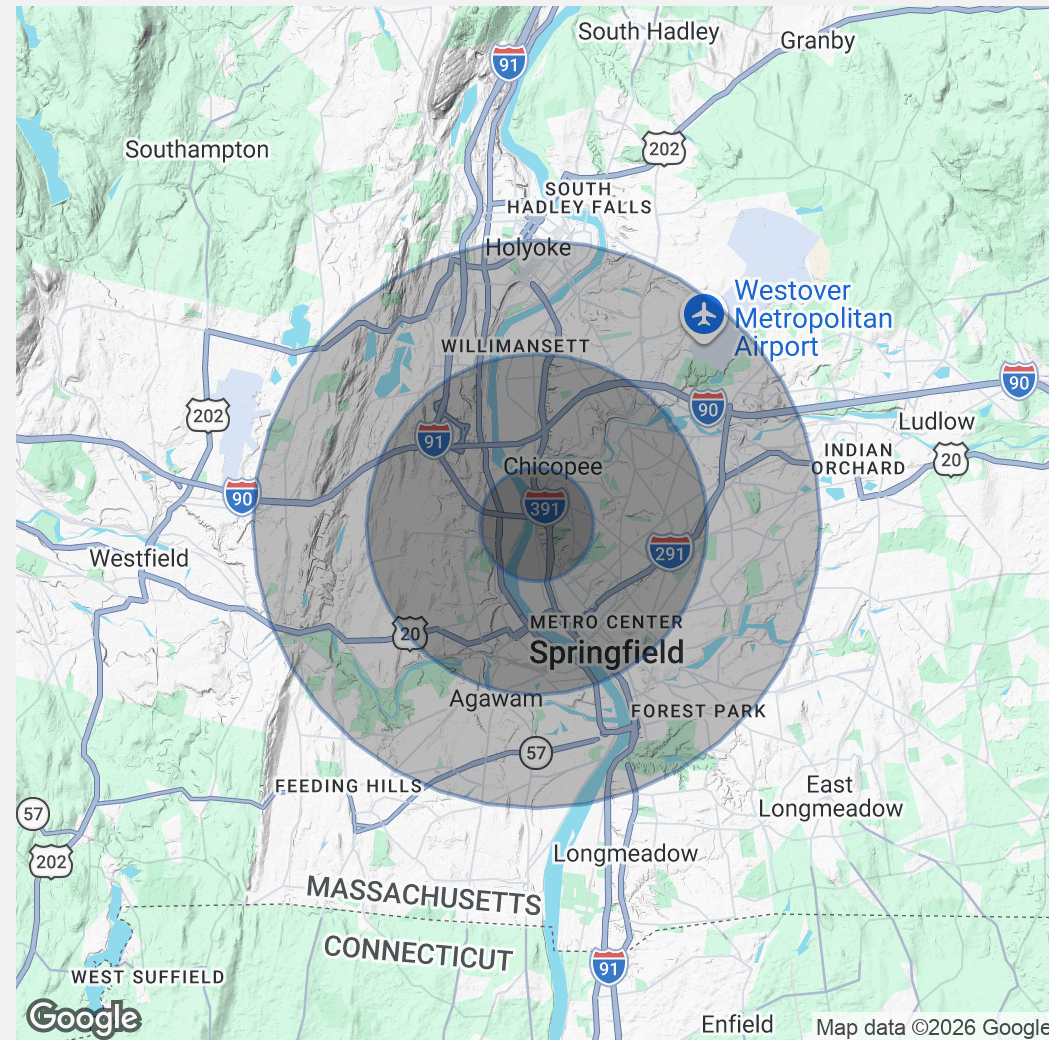 South Hadley
Granby
91
Southampton
202
SOUTH
HADLEY FALLS
Holyoke
Westover
Metropolitan
Airport
WILLIMANSETT
90
90
202
91
Ludlow
INDIAN
ORCHARD
20
Chicopee
90
391
Westfield
291
20
METRO CENTER
Springfield
Agawam
FOREST PARK
57
FEEDING HILLS
East
Longmeadow
57
202
Longmeadow
MASSACHUSETTS
CONNECTICUT
91
WEST SUFFIELD
Google
Enfield
Map data ©2026 Google